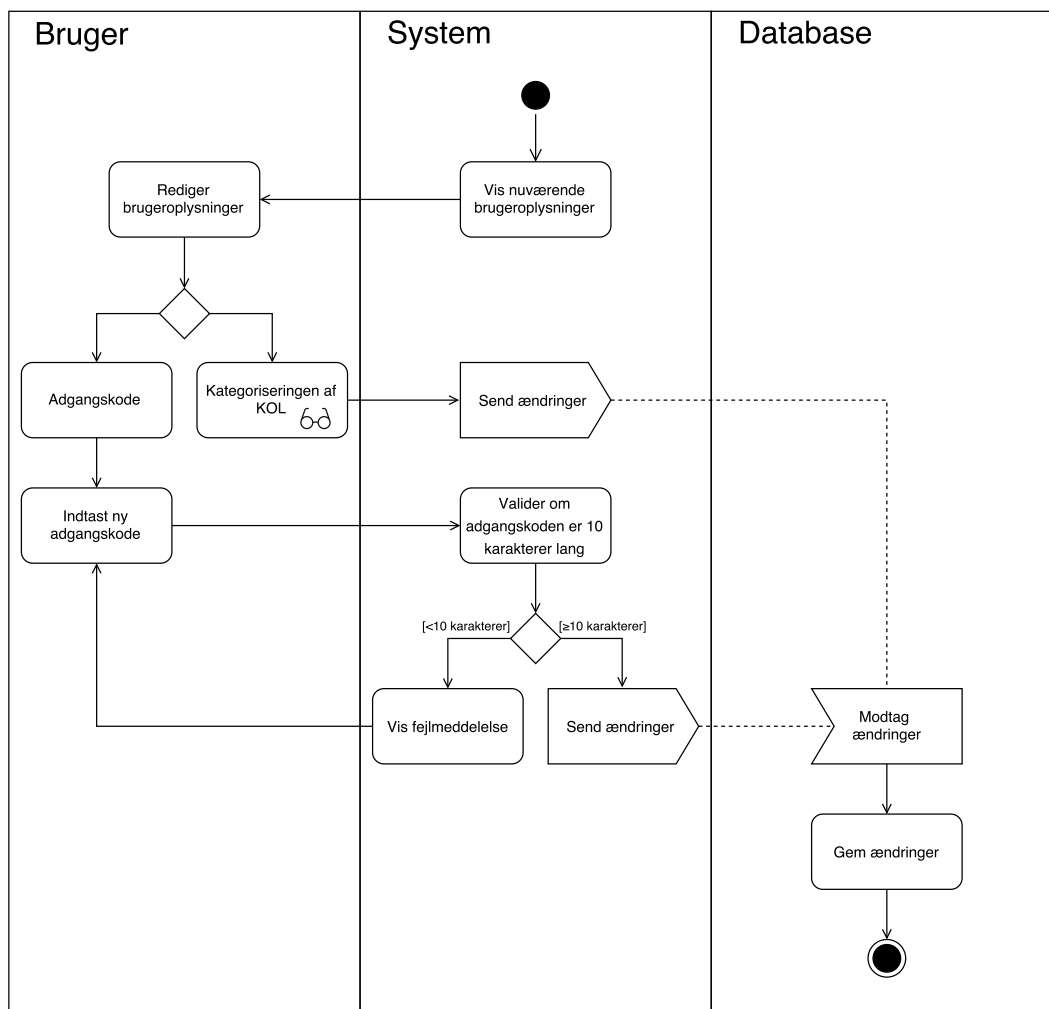 Bruger
System
Database
Rediger
brugeroplysninger
Vis nuværende
brugeroplysninger
Adgangskode
Kategoriseringen af
KOL
Send ændringer
Indtast ny
adgangskode
Valider om
adgangskoden er 10
karakterer lang
[<10 karakterer]
[≥10 karakterer]
Vis fejlmeddelelse
Send ændringer
Modtag
ændringer
Gem ændringer